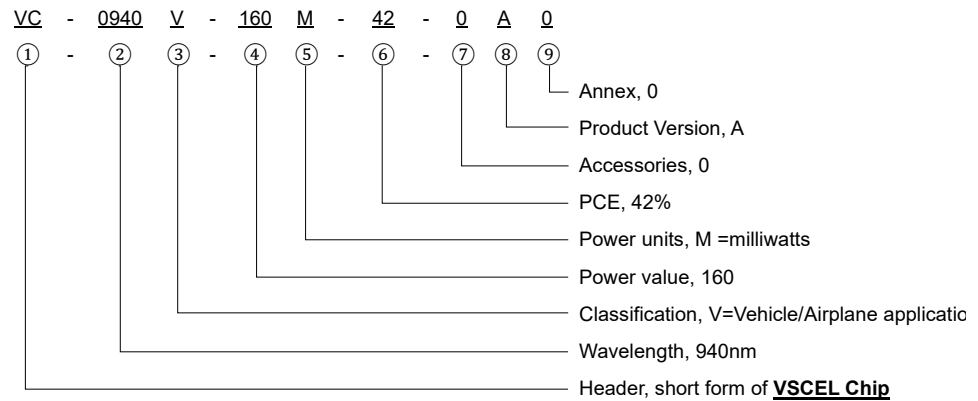 VC - 0940 V - 160 M - 42 - 0 A 0
① - ② ③ - ④ ⑤ - ⑥ - ⑦ ⑧ ⑨
Annex, 0
Product Version, A
Accessories, 0
PCE, 42%
Power units, M =milliwatts
Power value, 160
Classification, V=Vehicle/Airplane applicatio
Wavelength, 940nm
Header, short form of VSCEL Chip